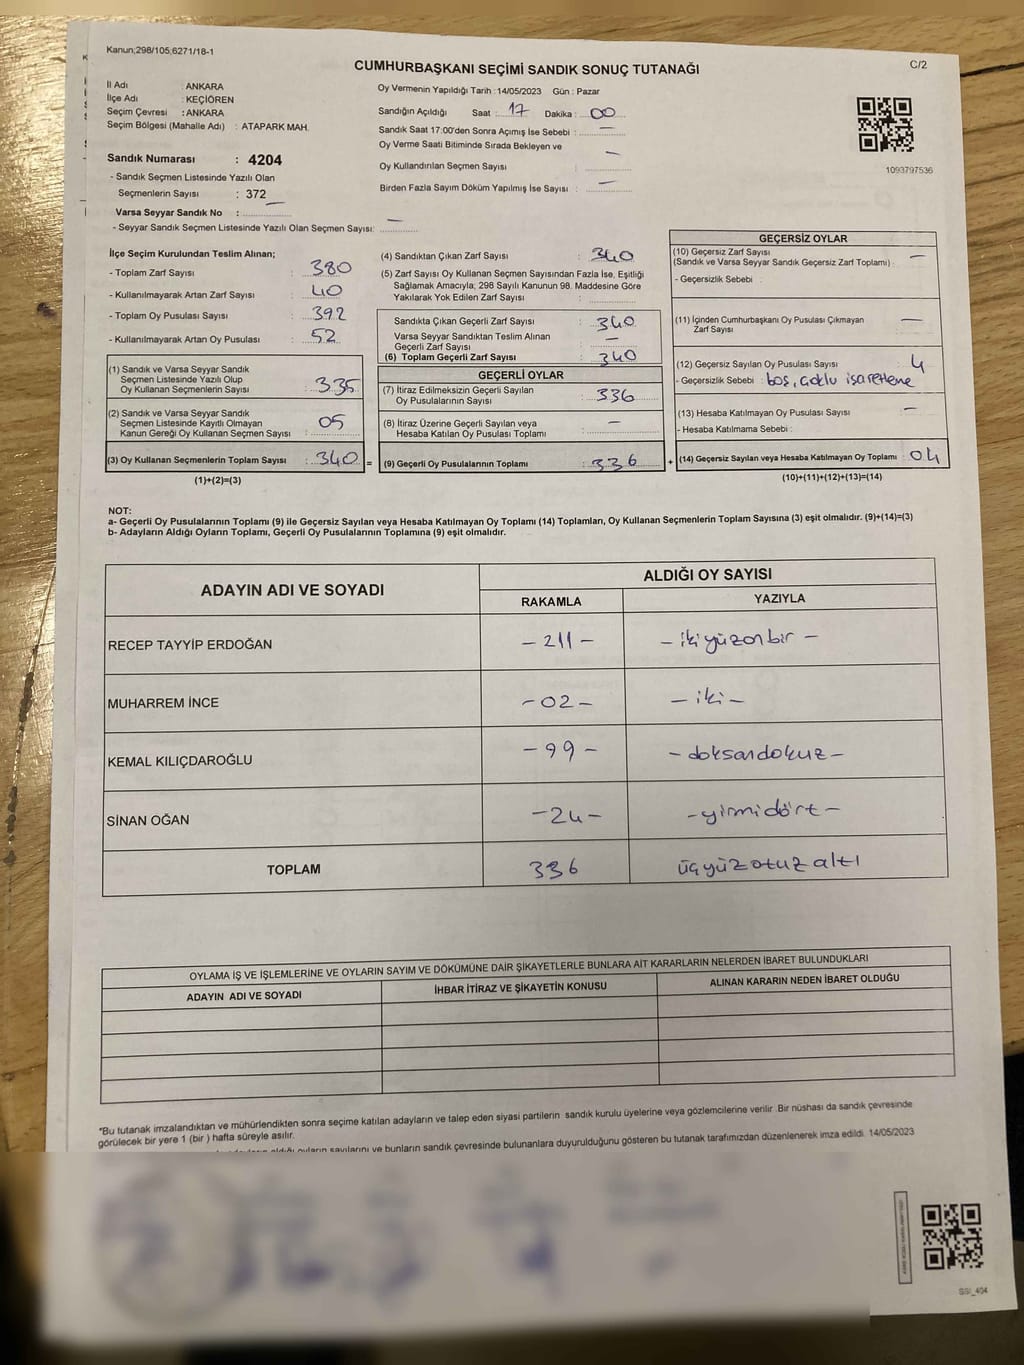 Kanun;298/105;6271/18-1
CUMHURBAŞKANI SEÇİMİ SANDIK SONUÇ TUTANAĞI
C/2
İl Adı : ANKARA
İlçe Adı : KEÇİÖREN
Seçim Çevresi : ANKARA
Seçim Bölgesi (Mahalle Adı) : ATAPARK MAH.
Oy Vermenin Yapıldığı Tarih :14/05/2023 Gün : Pazar
Sandığın Açıldığı Saat : 17 Dakika : 00
Sandık Saat 17:00'den Sonra Açımış İse Sebebi : —
Oy Verme Saati Bitiminde Sırada Bekleyen ve
Oy Kullandırılan Seçmen Sayısı —
Birden Fazla Sayım Döküm Yapılmış İse Sayısı : —
1093797536
Sandık Numarası : 4204
- Sandık Seçmen Listesinde Yazılı Olan
Seçmenlerin Sayısı : 372
Varsa Seyyar Sandık No : —
- Seyyar Sandık Seçmen Listesinde Yazılı Olan Seçmen Sayısı: —
İlçe Seçim Kurulundan Teslim Alınan;
- Toplam Zarf Sayısı : 380
- Kullanılmayarak Artan Zarf Sayısı : 40
- Toplam Oy Pusulası Sayısı : 392
- Kullanılmayarak Artan Oy Pusulası : 52
(1) Sandık ve Varsa Seyyar Sandık
Seçmen Listesinde Yazılı Olup
Oy Kullanan Seçmenlerin Sayısı : 335
(2) Sandık ve Varsa Seyyar Sandık
Seçmen Listesinde Kayıtlı Olmayan
Kanun Gereği Oy Kullanan Seçmen Sayısı : 05
(3) Oy Kullanan Seçmenlerin Toplam Sayısı : 340 =
(1)+(2)=(3)
(4) Sandıktan Çıkan Zarf Sayısı : 340
(5) Zarf Sayısı Oy Kullanan Seçmen Sayısından Fazla İse, Eşitliği
Sağlamak Amacıyla; 298 Sayılı Kanunun 98. Maddesine Göre
Yakılarak Yok Edilen Zarf Sayısı :
Sandıkta Çıkan Geçerli Zarf Sayısı : 340
Varsa Seyyar Sandıktan Teslim Alınan
Geçerli Zarf Sayısı : —
(6) Toplam Geçerli Zarf Sayısı : 340
GEÇERLİ OYLAR
(7) İtiraz Edilmeksizin Geçerli Sayılan
Oy Pusulalarının Sayısı : 336
(8) İtiraz Üzerine Geçerli Sayılan veya
Hesaba Katılan Oy Pusulası Toplamı : —
(9) Geçerli Oy Pusulalarının Toplamı : 336 +
GEÇERSİZ OYLAR
(10) Geçersiz Zarf Sayısı
(Sandık ve Varsa Seyyar Sandık Geçersiz Zarf Toplamı) : —
- Geçersizlik Sebebi :
(11) İçinden Cumhurbaşkanı Oy Pusulası Çıkmayan
Zarf Sayısı : —
(12) Geçersiz Sayılan Oy Pusulası Sayısı : 4
- Geçersizlik Sebebi : boş, çoklu işaretleme
(13) Hesaba Katılmayan Oy Pusulası Sayısı : —
- Hesaba Katılmama Sebebi :
(14) Geçersiz Sayılan veya Hesaba Katılmayan Oy Toplamı : 04
(10)+(11)+(12)+(13)=(14)
NOT:
a- Geçerli Oy Pusulalarının Toplamı (9) ile Geçersiz Sayılan veya Hesaba Katılmayan Oy Toplamı (14) Toplamları, Oy Kullanan Seçmenlerin Toplam Sayısına (3) eşit olmalıdır. (9)+(14)=(3)
b- Adayların Aldığı Oyların Toplamı, Geçerli Oy Pusulalarının Toplamına (9) eşit olmalıdır.
ADAYIN ADI VE SOYADI
ALDIĞI OY SAYISI
RAKAMLA YAZIYLA
RECEP TAYYİP ERDOĞAN -211- -ikiyüzonbir-
MUHARREM İNCE -02- -iki-
KEMAL KILIÇDAROĞLU -99- -doksandokuz-
SİNAN OĞAN -24- -yirmidört-
TOPLAM 336 üçyüzotuzaltı
OYLAMA İŞ VE İŞLEMLERİNE VE OYLARIN SAYIM VE DÖKÜMÜNE DAİR ŞİKAYETLERLE BUNLARA AİT KARARLARIN NELERDEN İBARET BULUNDUKLARI
ADAYIN ADI VE SOYADI İHBAR İTİRAZ VE ŞİKAYETİN KONUSU ALINAN KARARIN NEDEN İBARET OLDUĞU
*Bu tutanak imzalandıktan ve mühürlendikten sonra seçime katılan adayların ve talep eden siyasi partilerin sandık kurulu üyelerine veya gözlemcilerine verilir .Bir nüshası da sandık çevresinde
görülecek bir yere 1 (bir ) hafta süreyle asılır.
aldığı oyların sayılarını ve bunların sandık çevresinde bulunanlara duyurulduğunu gösteren bu tutanak tarafımızdan düzenlenerek imza edildi. 14/05/2023